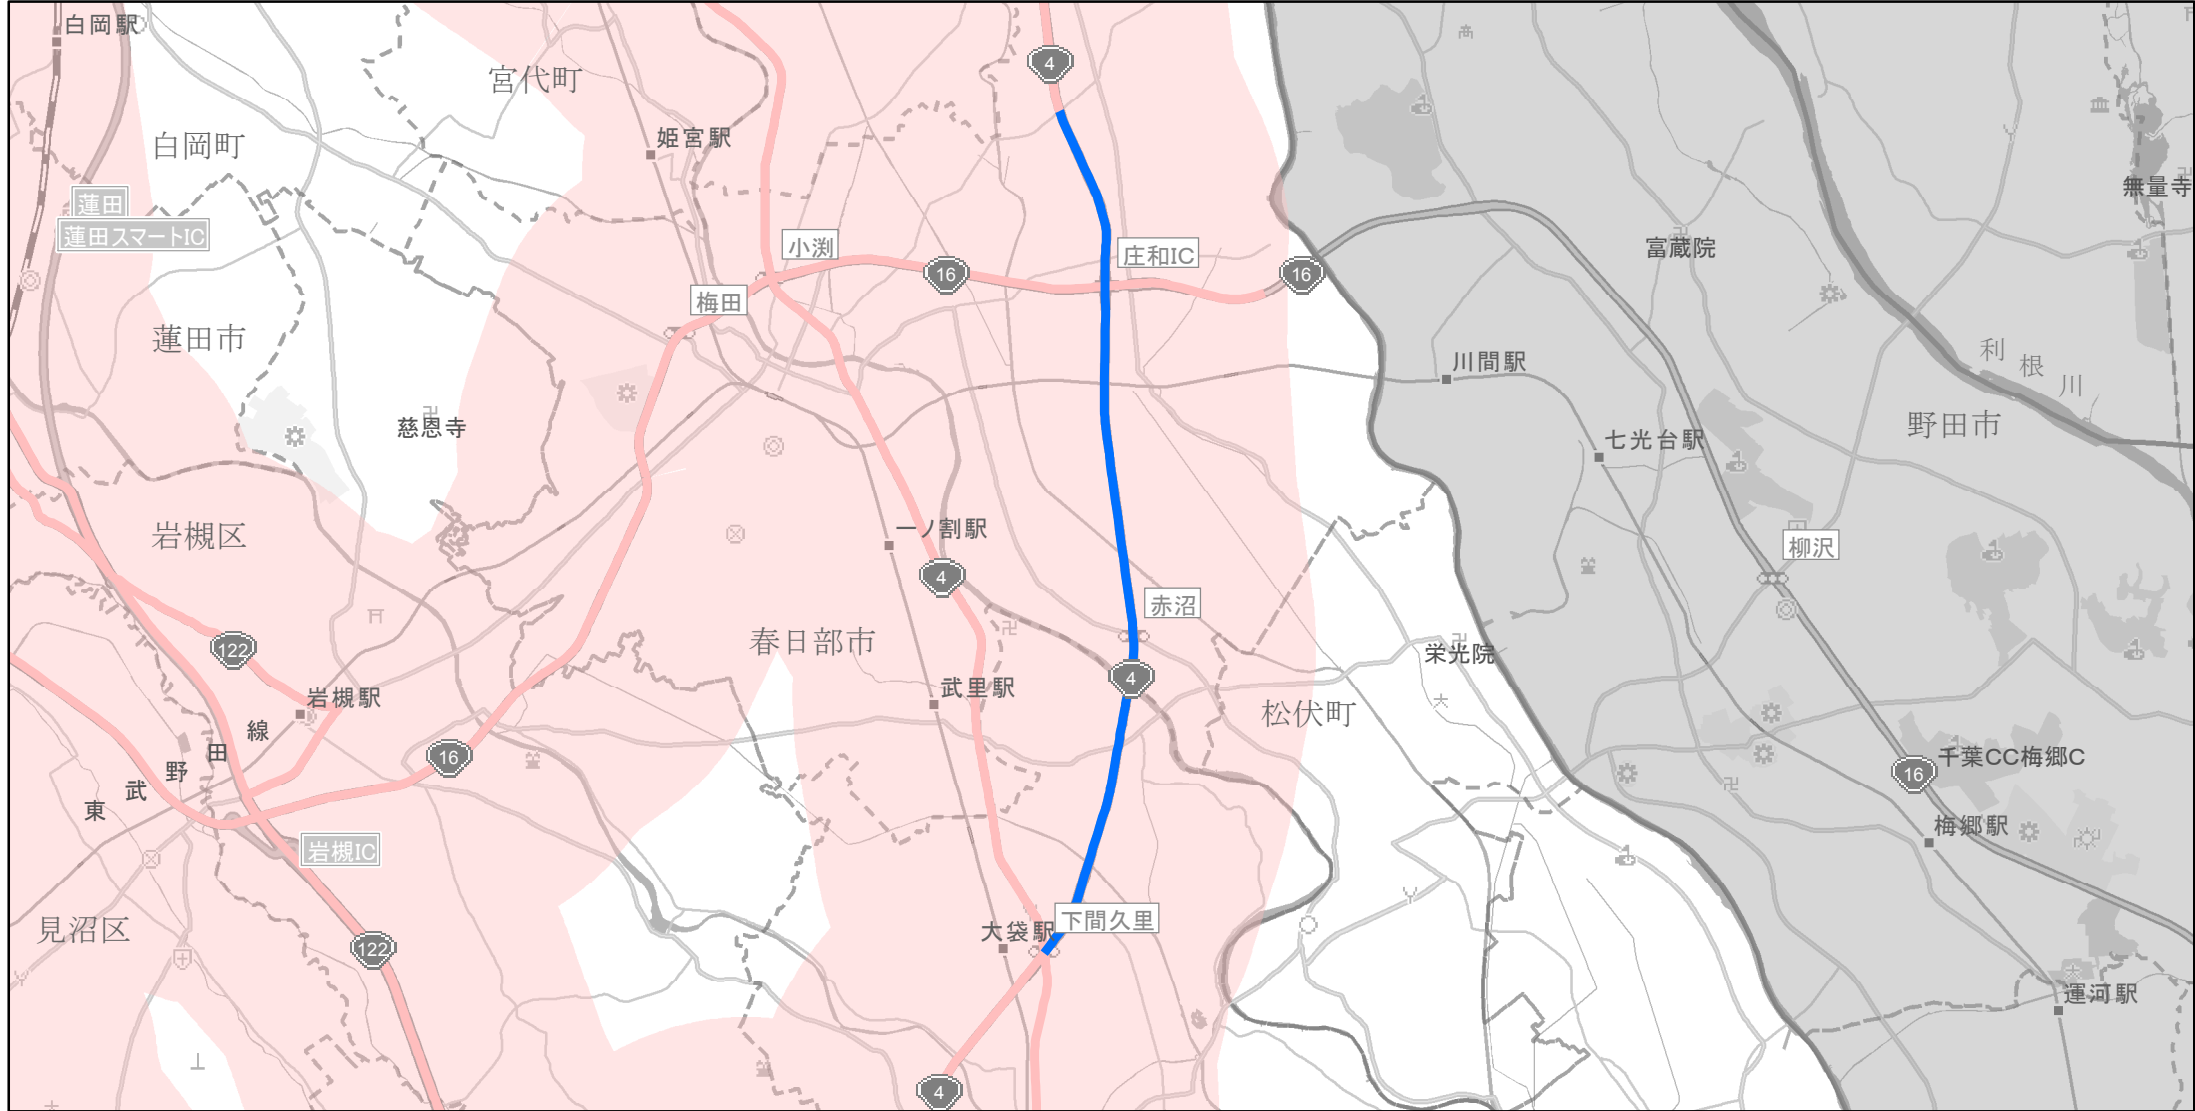 白岡駅
宮代町
4
白岡町
姫宮駅
蓮田
蓮田スマートIC
無量寺
小渕
庄和IC
富蔵院
16
16
梅田
蓮田市
川間駅
利根川
野田市
慈恩寺
七光台駅
岩槻区
一ノ割駅
柳沢
4
赤沼
春日部市
122
栄光院
岩槻駅
武里駅
4
松伏町
東武野田線
16
千葉CC梅郷C
16
梅郷駅
岩槻IC
見沼区
大袋駅
下間久里
122
運河駅
4